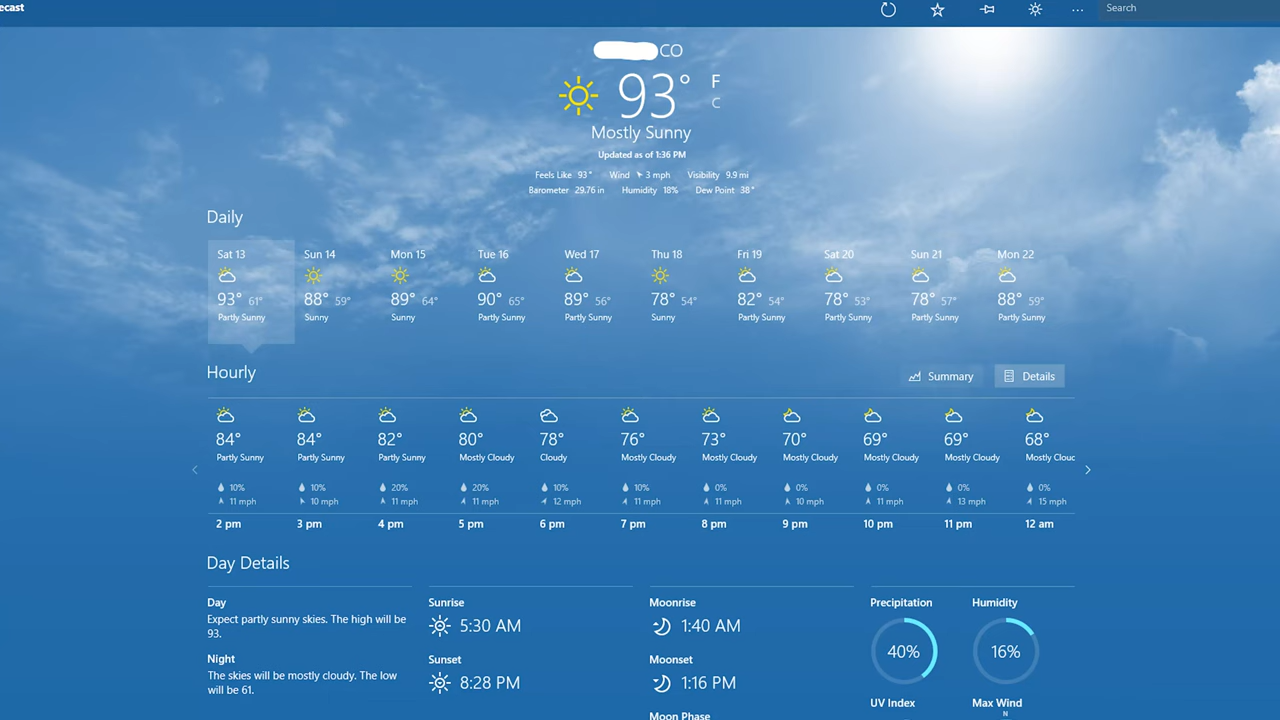 ecast
Search
CO
93° F
C
Mostly Sunny
Updated as of 1:36 PM
Feels Like 93° Wind 3 mph Visibility 9.9 mi
Barometer 29.76 in Humidity 18% Dew Point 38°
Daily
Sat 13 Sun 14 Mon 15 Tue 16 Wed 17 Thu 18 Fri 19 Sat 20 Sun 21 Mon 22
93° 61° 88° 59° 89° 64° 90° 65° 89° 56° 78° 54° 82° 54° 78° 53° 78° 57° 88° 59°
Partly Sunny Sunny Sunny Partly Sunny Partly Sunny Sunny Partly Sunny Partly Sunny Partly Sunny Partly Sunny
Hourly
Summary Details
84° 84° 82° 80° 78° 76° 73° 70° 69° 69° 68°
Partly Sunny Partly Sunny Partly Sunny Mostly Cloudy Cloudy Mostly Cloudy Mostly Cloudy Mostly Cloudy Mostly Cloudy Mostly Cloudy Mostly Clouc
10% 10% 20% 20% 10% 10% 0% 0% 0% 0% 0%
11 mph 10 mph 11 mph 11 mph 12 mph 11 mph 11 mph 10 mph 11 mph 13 mph 15 mph
2 pm 3 pm 4 pm 5 pm 6 pm 7 pm 8 pm 9 pm 10 pm 11 pm 12 am
Day Details
Day
Expect partly sunny skies. The high will be
93.
Night
The skies will be mostly cloudy. The low
will be 61.
Sunrise
5:30 AM
Sunset
8:28 PM
Moonrise
1:40 AM
Moonset
1:16 PM
Moon Phase
Precipitation Humidity
40% 16%
UV Index Max Wind
N